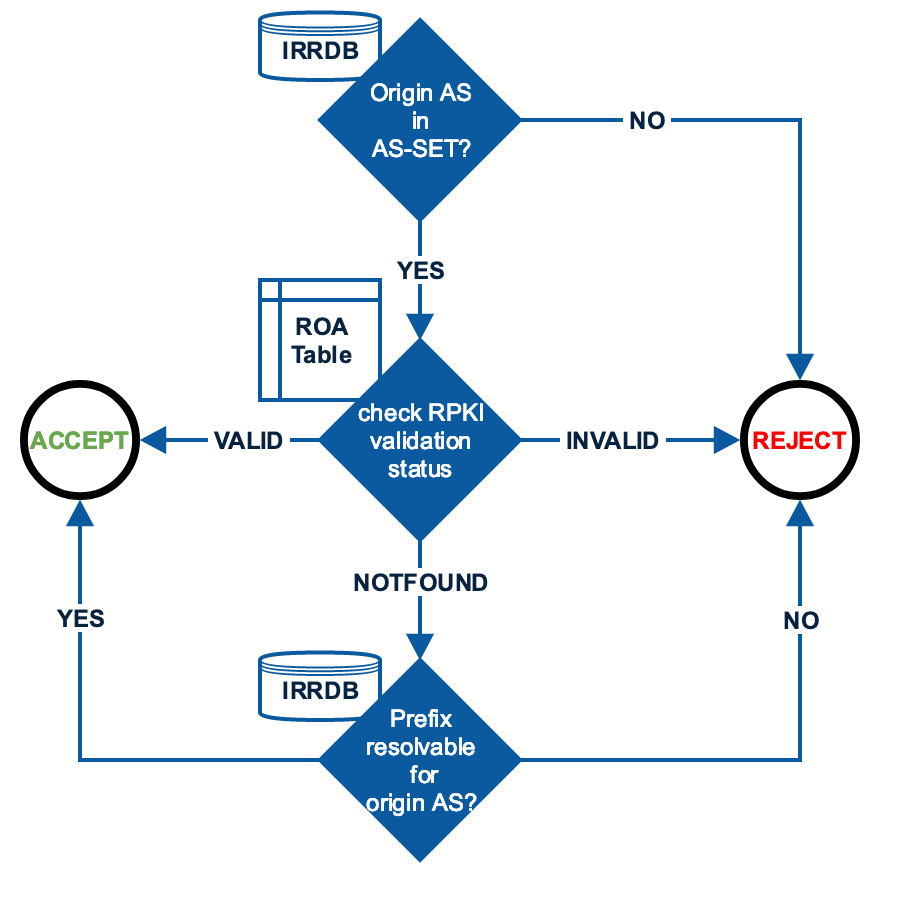 IRRDB
Origin AS
in
AS-SET?
NO
YES
ROA
Table
check RPKI
validation
status
ACCEPT
VALID
INVALID
REJECT
NOTFOUND
YES
NO
IRRDB
Prefix
resolvable
for
origin AS?